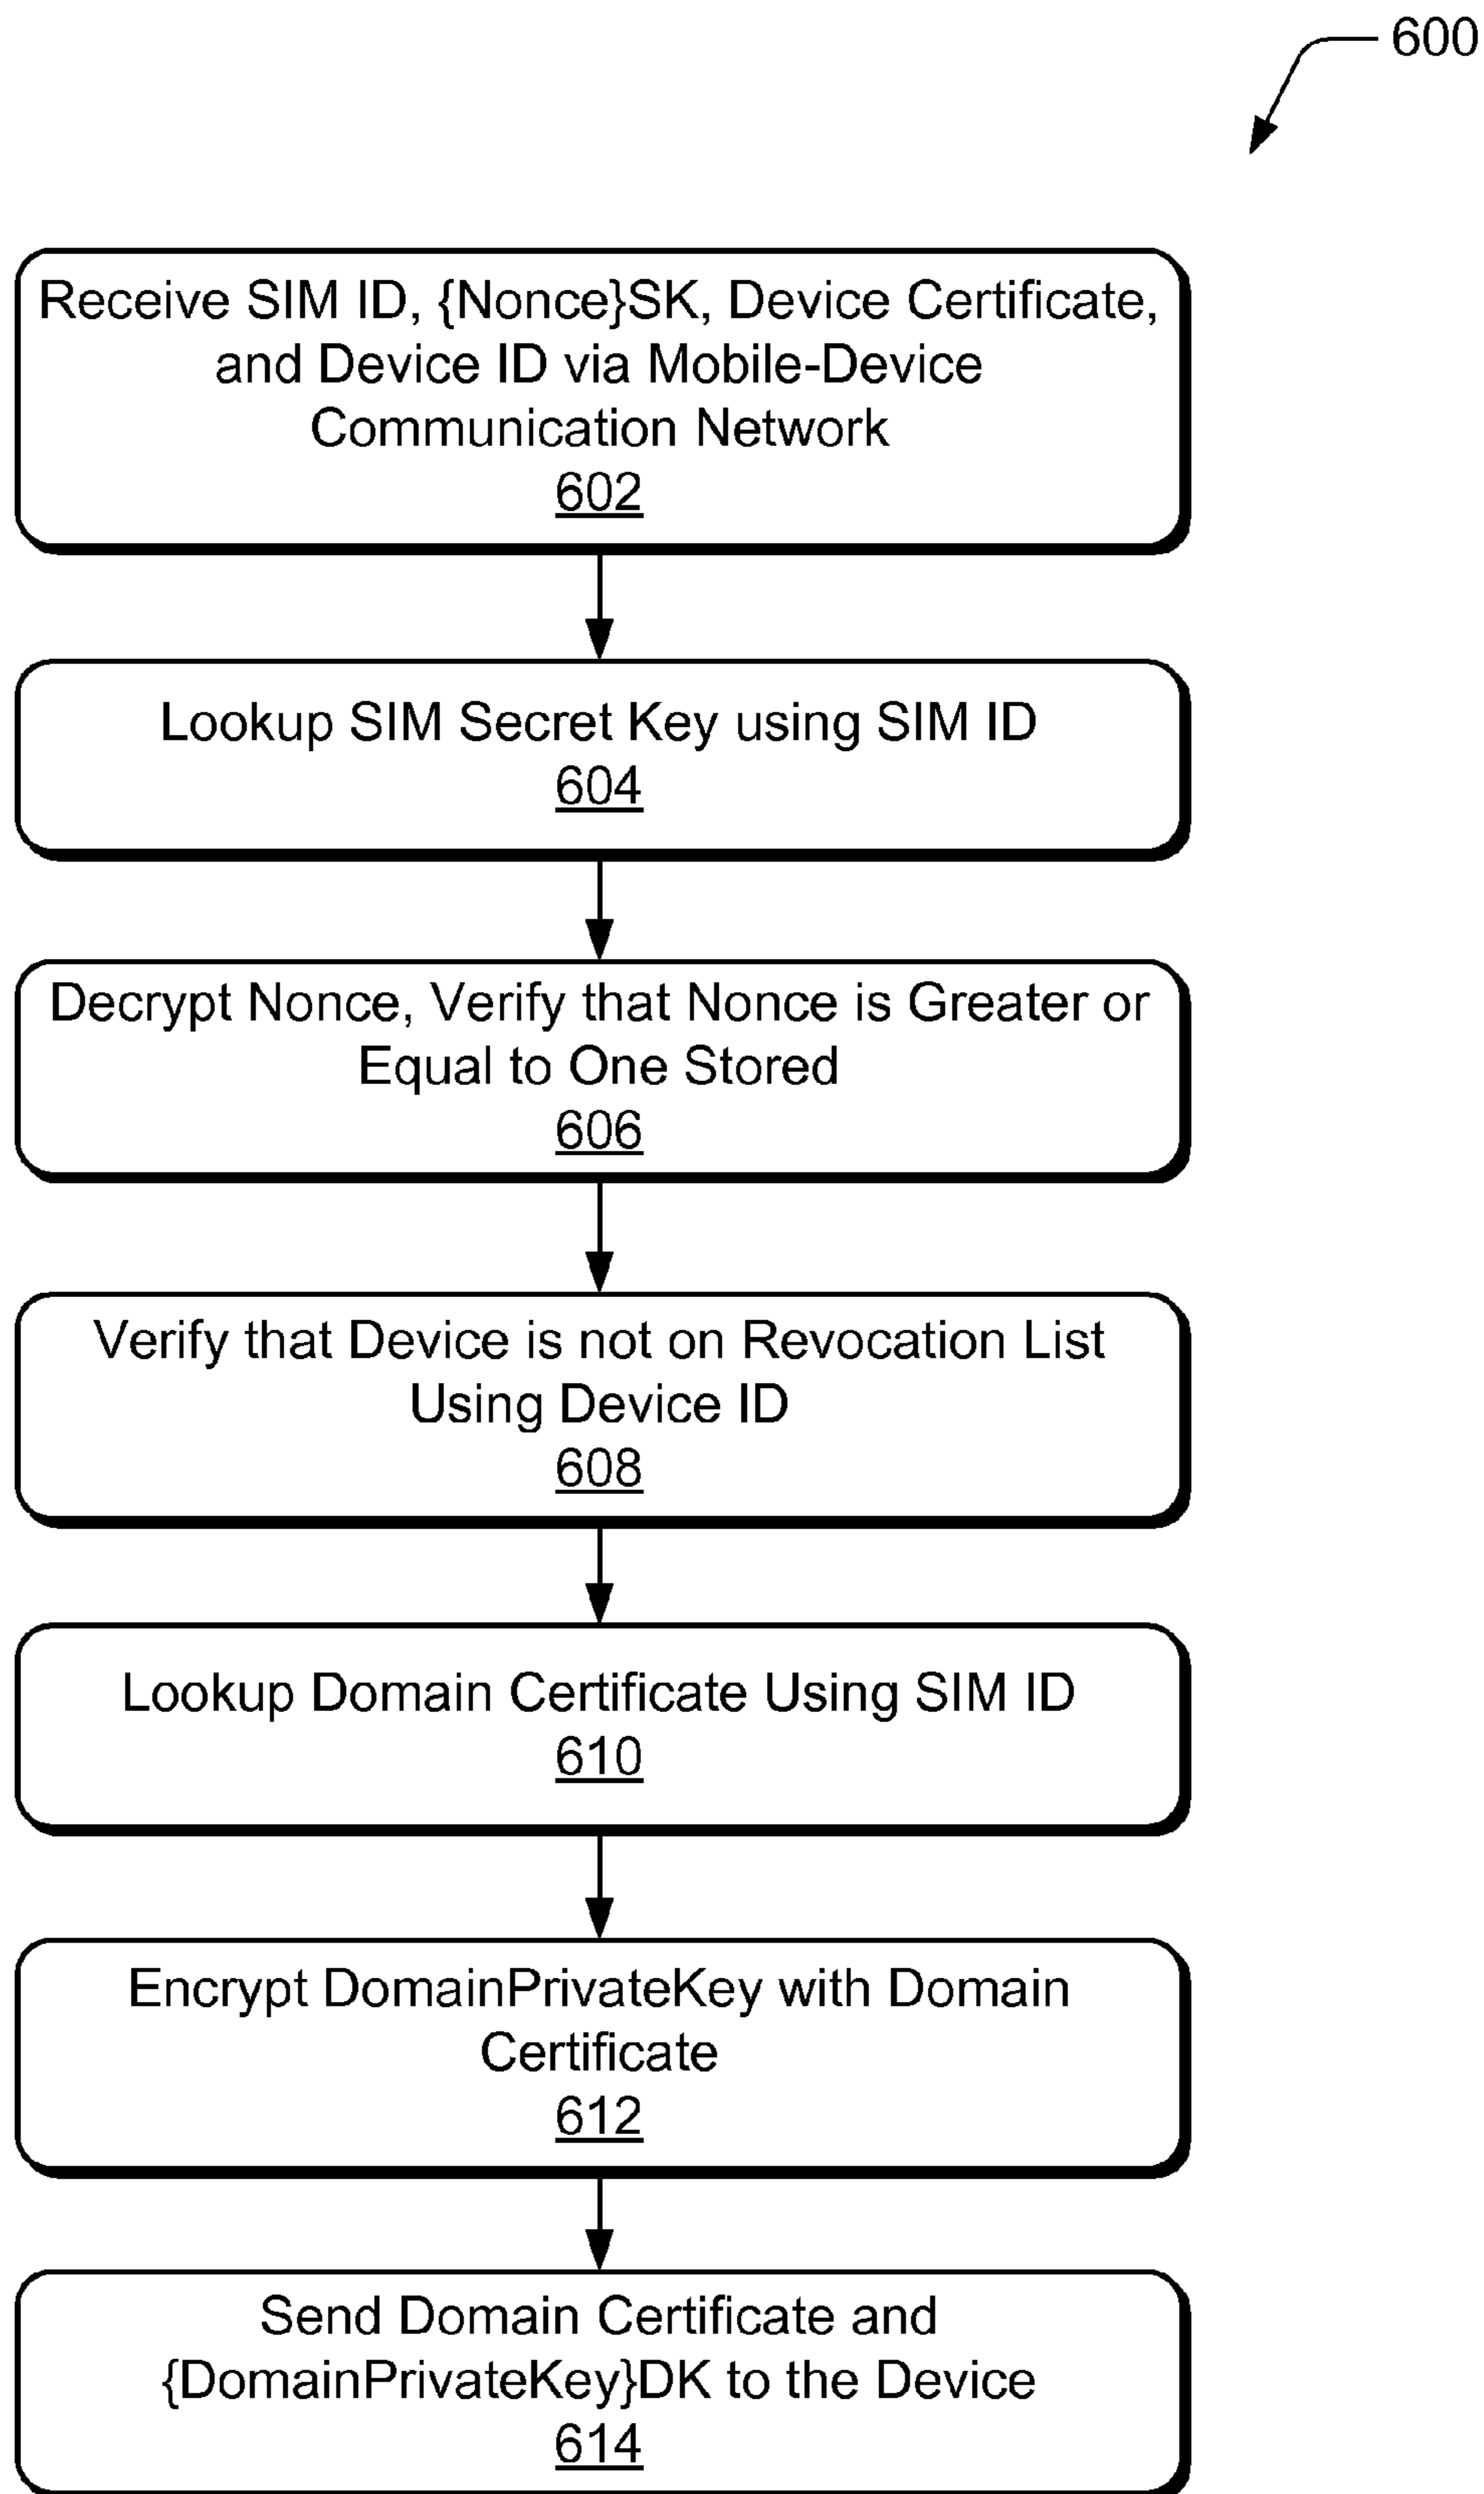 600
Receive SIM ID, {Nonce}SK, Device Certificate,
and Device ID via Mobile-Device
Communication Network
602
Lookup SIM Secret Key using SIM ID
604
Decrypt Nonce, Verify that Nonce is Greater or
Equal to One Stored
606
Verify that Device is not on Revocation List
Using Device ID
608
Lookup Domain Certificate Using SIM ID
610
Encrypt DomainPrivateKey with Domain
Certificate
612
Send Domain Certificate and
{DomainPrivateKey}DK to the Device
614